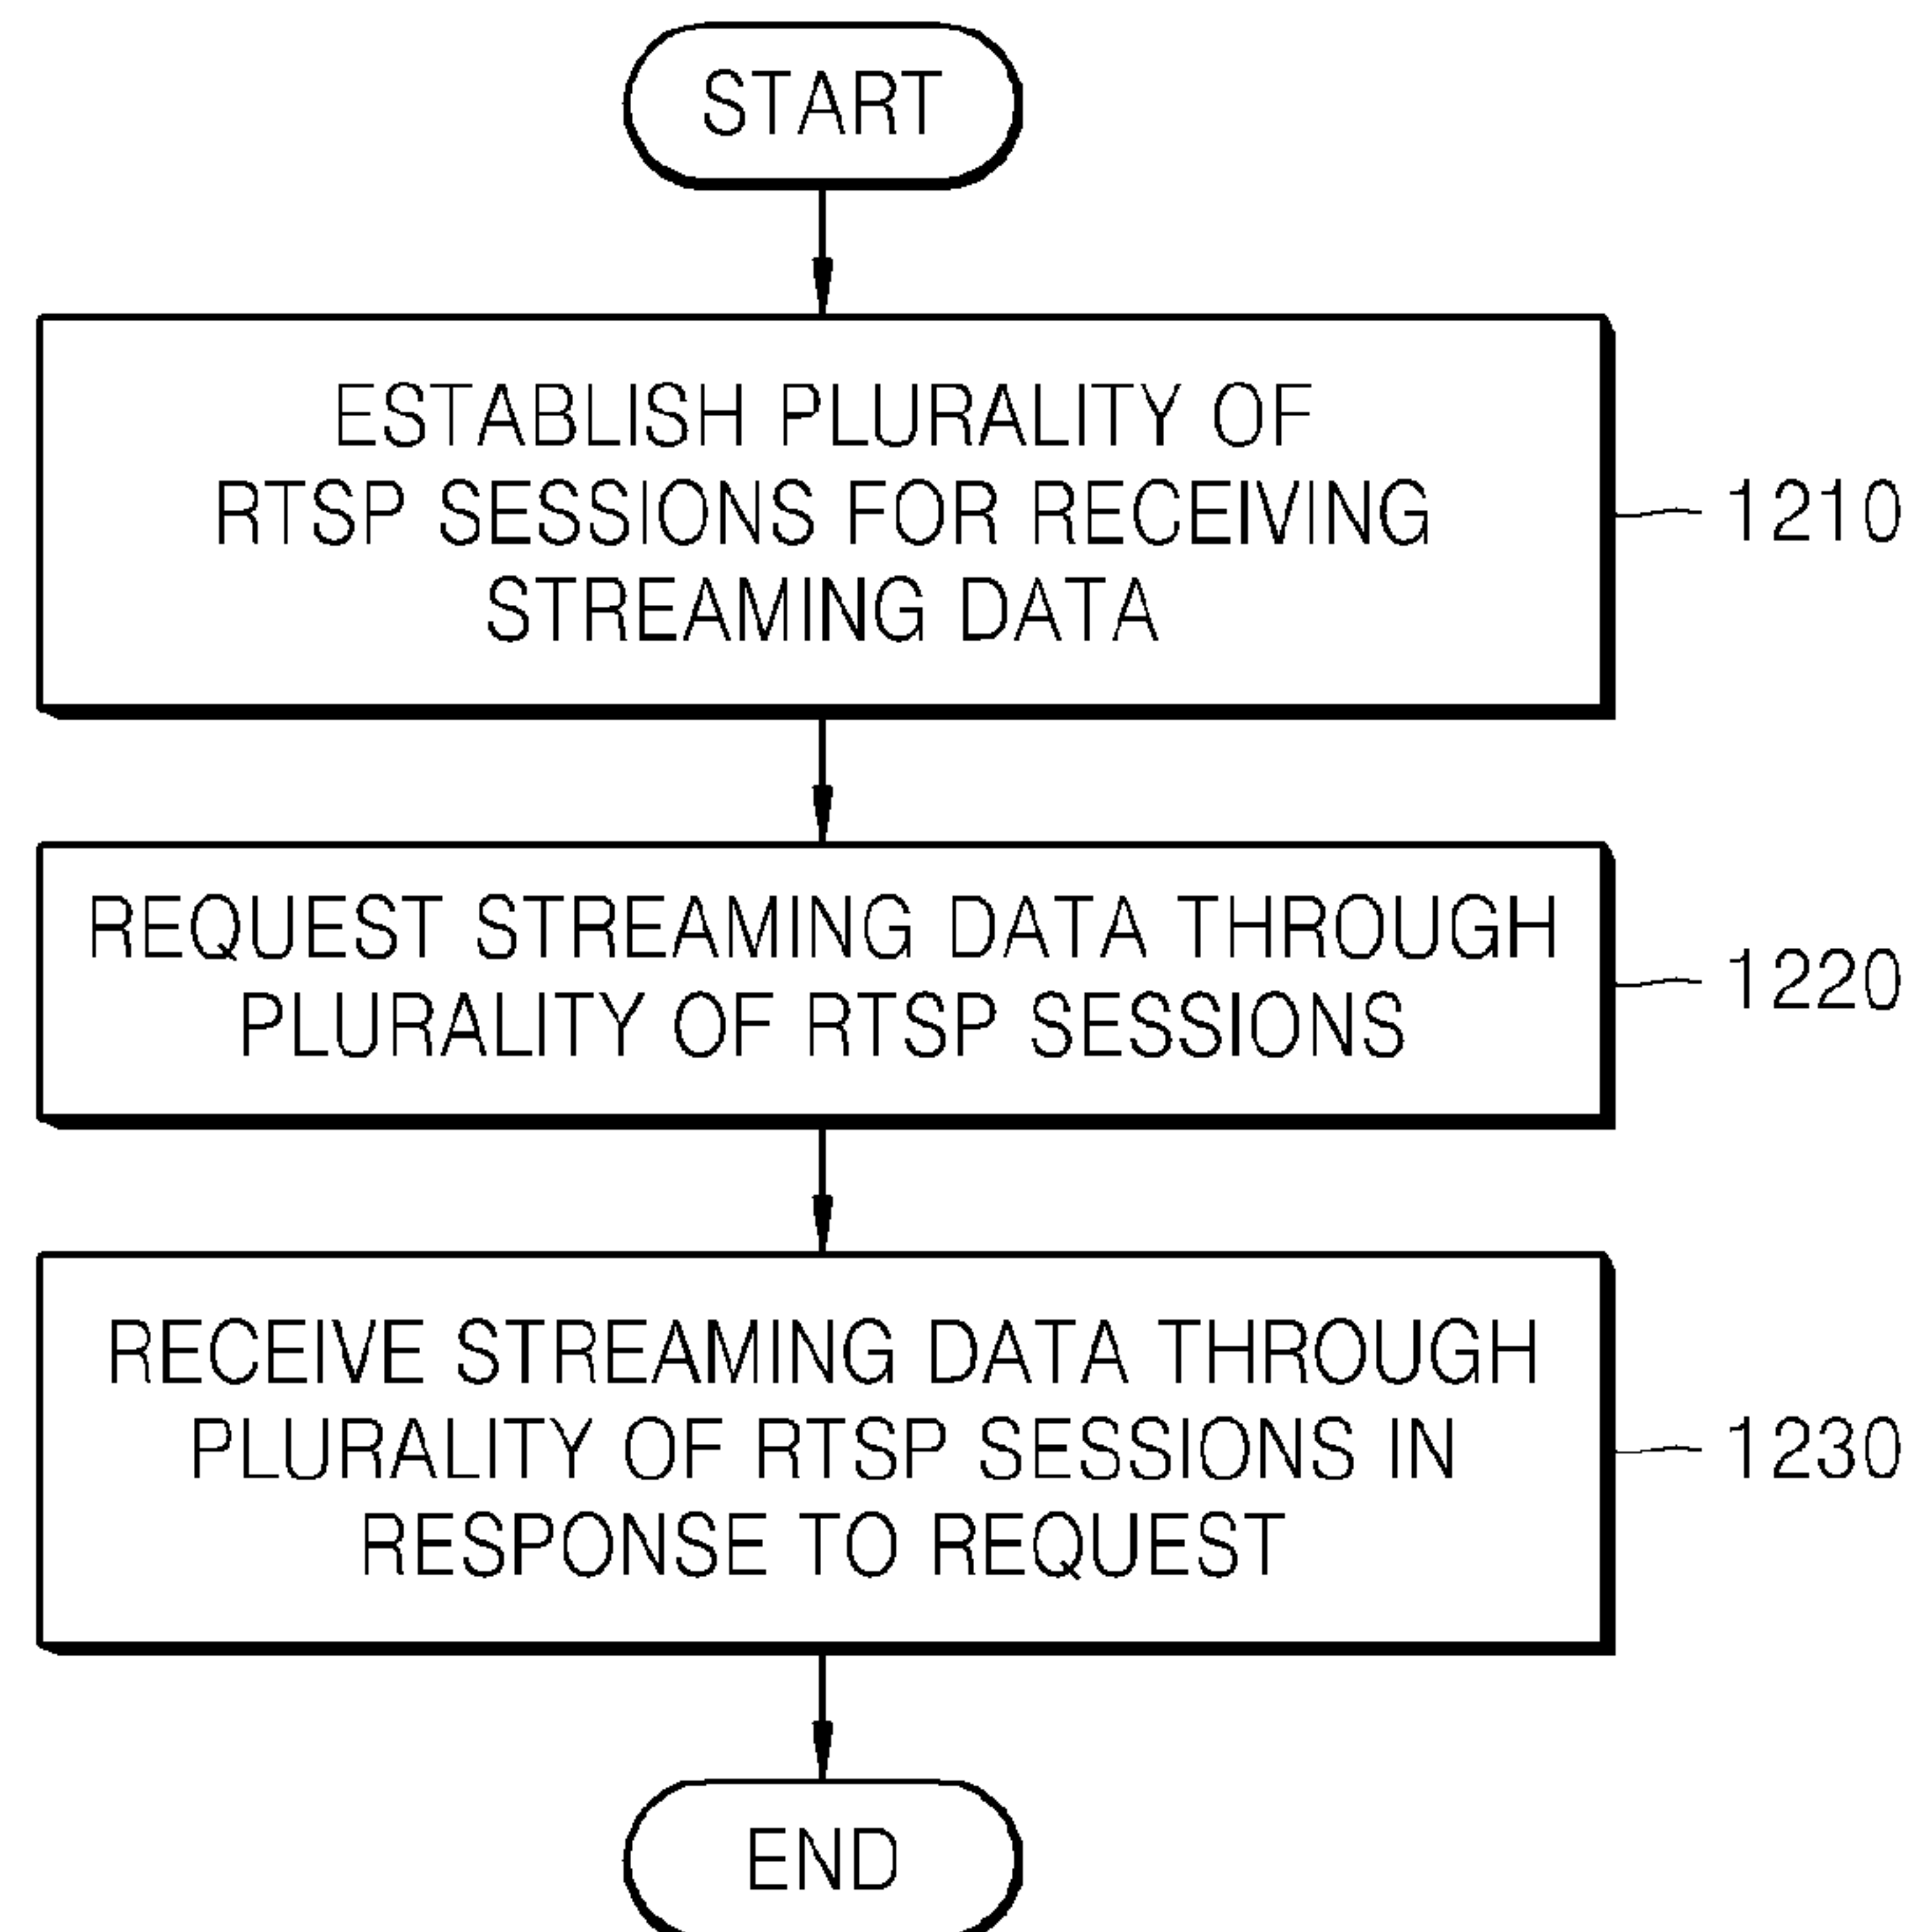 START
ESTABLISH PLURALITY OF
RTSP SESSIONS FOR RECEIVING
STREAMING DATA
1210
REQUEST STREAMING DATA THROUGH
PLURALITY OF RTSP SESSIONS
1220
RECEIVE STREAMING DATA THROUGH
PLURALITY OF RTSP SESSIONS IN
RESPONSE TO REQUEST
1230
END